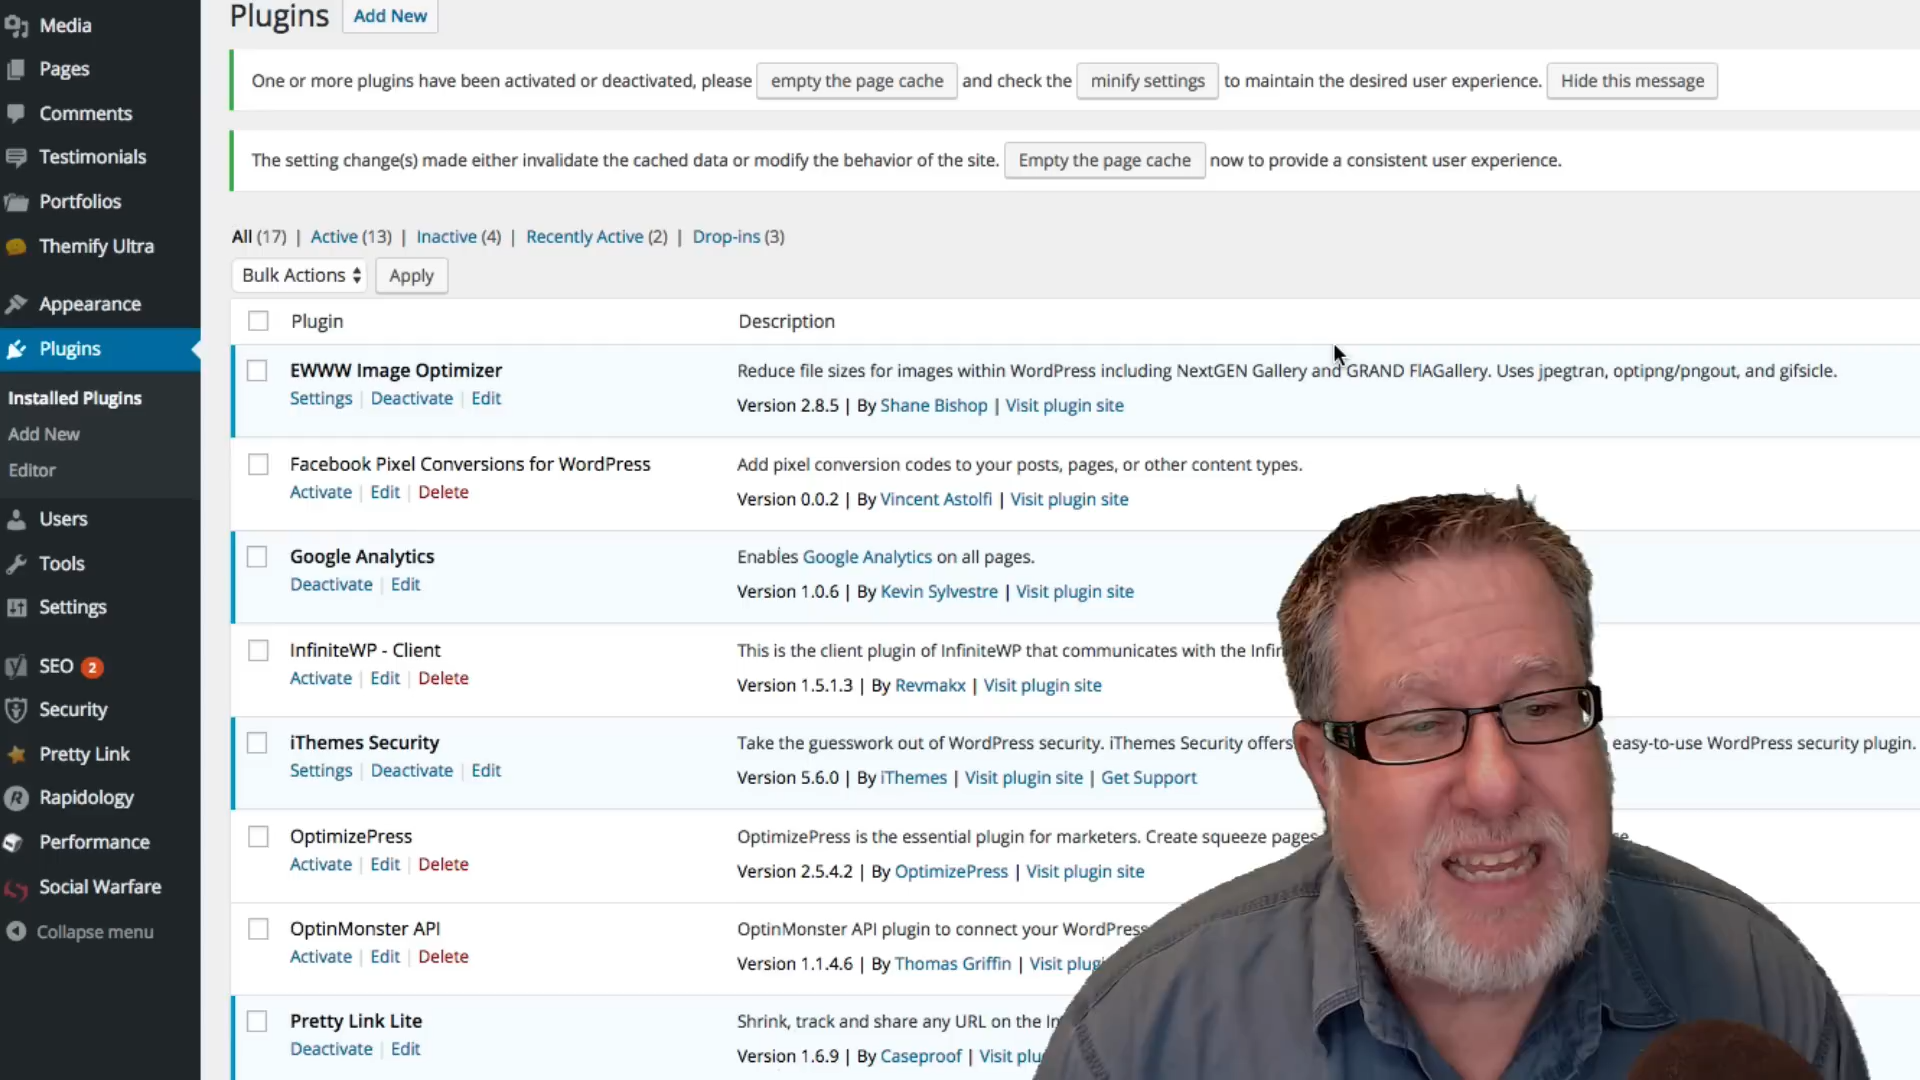 Media
Pages
Comments
Testimonials
Portfolios
Themify Ultra
Appearance
Plugins
Installed Plugins
Add New
Editor
Users
Tools
Settings
SEO 2
Security
Pretty Link
Rapidology
Performance
Social Warfare
Collapse menu
Plugins Add New
One or more plugins have been activated or deactivated, please empty the page cache and check the minify settings to maintain the desired user experience. Hide this message
The setting change(s) made either invalidate the cached data or modify the behavior of the site. Empty the page cache now to provide a consistent user experience.
All (17) | Active (13) | Inactive (4) | Recently Active (2) | Drop-ins (3)
Bulk Actions Apply
Plugin Description
EWWW Image Optimizer Reduce file sizes for images within WordPress including NextGEN Gallery and GRAND FlAGallery. Uses jpegtran, optipng/pngout, and gifsicle.
Settings | Deactivate | Edit Version 2.8.5 | By Shane Bishop | Visit plugin site
Facebook Pixel Conversions for WordPress Add pixel conversion codes to your posts, pages, or other content types.
Activate | Edit | Delete Version 0.0.2 | By Vincent Astolfi | Visit plugin site
Google Analytics Enables Google Analytics on all pages.
Deactivate | Edit Version 1.0.6 | By Kevin Sylvestre | Visit plugin site
InfiniteWP - Client This is the client plugin of InfiniteWP that communicates with the Infin
Activate | Edit | Delete Version 1.5.1.3 | By Revmakx | Visit plugin site
iThemes Security Take the guesswork out of WordPress security. iThemes Security offers easy-to-use WordPress security plugin.
Settings | Deactivate | Edit Version 5.6.0 | By iThemes | Visit plugin site | Get Support
OptimizePress OptimizePress is the essential plugin for marketers. Create squeeze pages
Activate | Edit | Delete Version 2.5.4.2 | By OptimizePress | Visit plugin site
OptinMonster API OptinMonster API plugin to connect your WordPress
Activate | Edit | Delete Version 1.1.4.6 | By Thomas Griffin | Visit plug
Pretty Link Lite Shrink, track and share any URL on the In
Deactivate | Edit Version 1.6.9 | By Caseproof | Visit plu